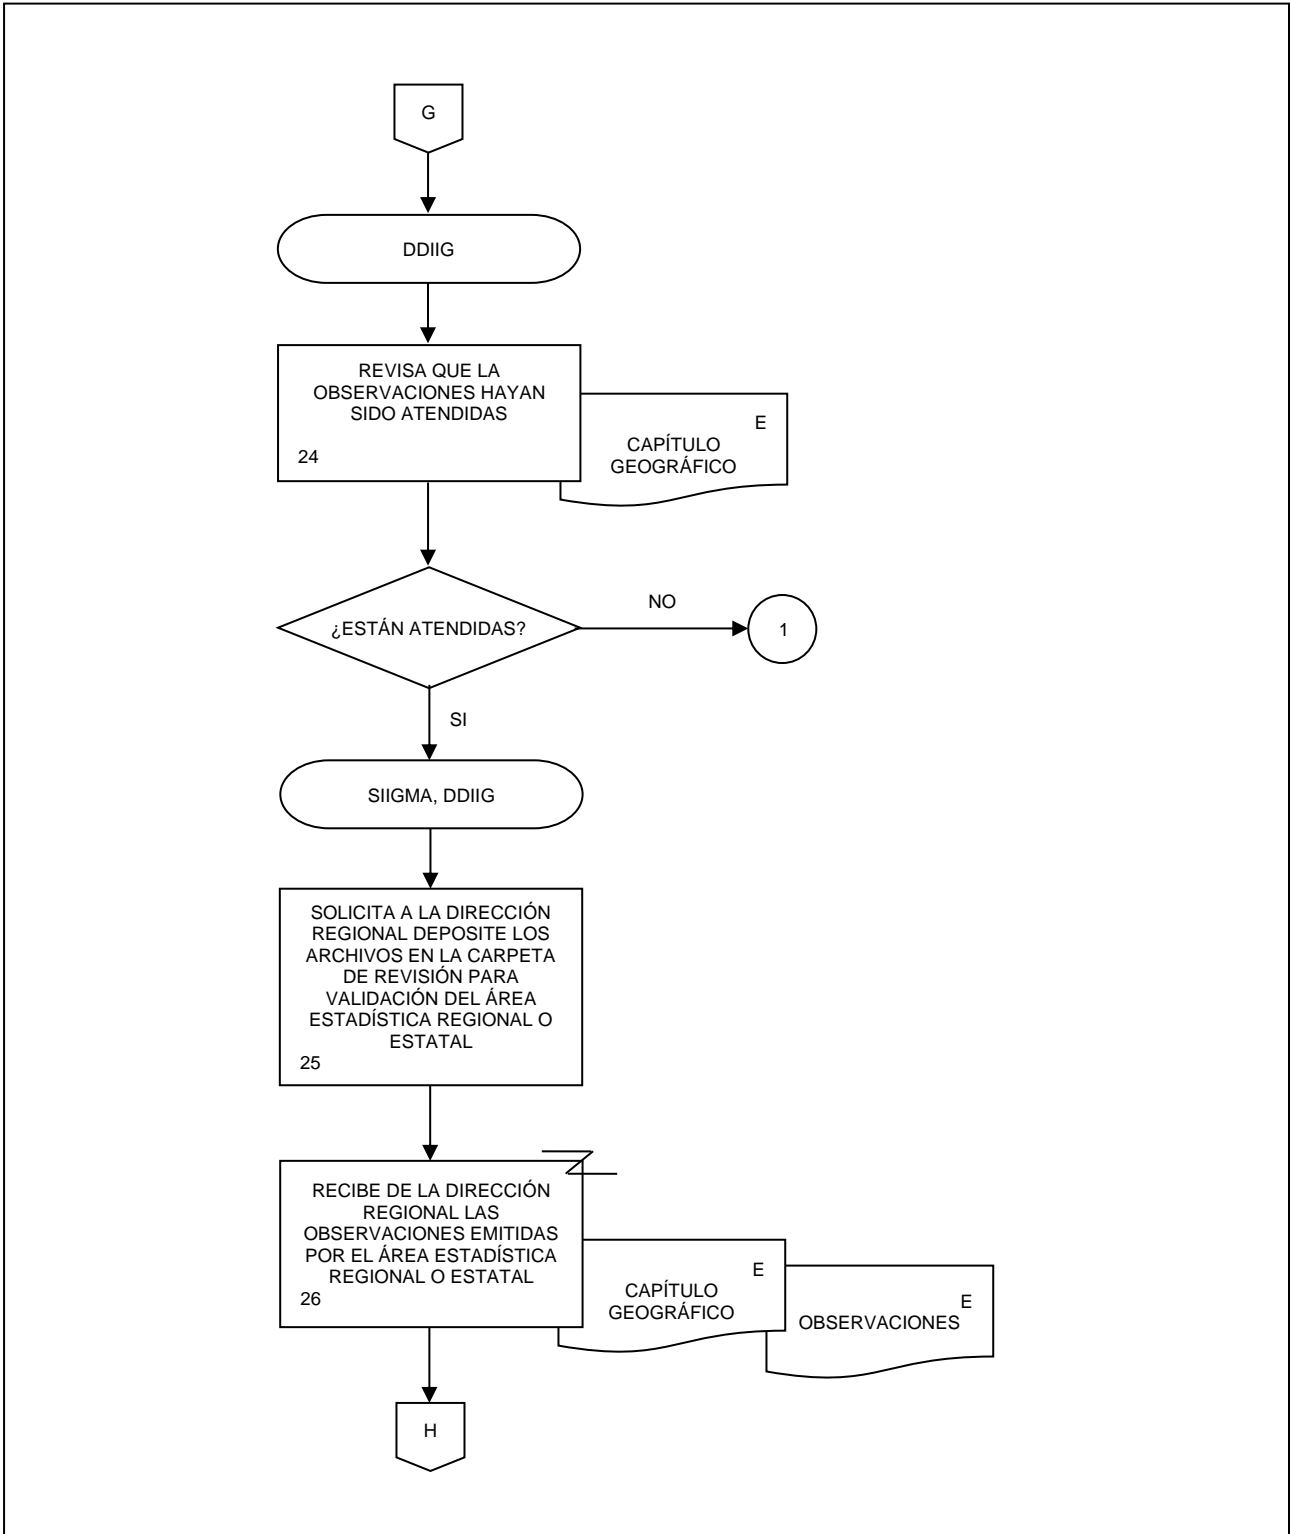 G
DDIIG
REVISA QUE LA
OBSERVACIONES HAYAN
SIDO ATENDIDAS
24
E
CAPÍTULO
GEOGRÁFICO
¿ESTÁN ATENDIDAS?
NO
1
SI
SIIGMA, DDIIG
SOLICITA A LA DIRECCIÓN
REGIONAL DEPOSITE LOS
ARCHIVOS EN LA CARPETA
DE REVISIÓN PARA
VALIDACIÓN DEL ÁREA
ESTADÍSTICA REGIONAL O
ESTATAL
25
RECIBE DE LA DIRECCIÓN
REGIONAL LAS
OBSERVACIONES EMITIDAS
POR EL ÁREA ESTADÍSTICA
REGIONAL O ESTATAL
26
E
CAPÍTULO
GEOGRÁFICO
E
OBSERVACIONES
H